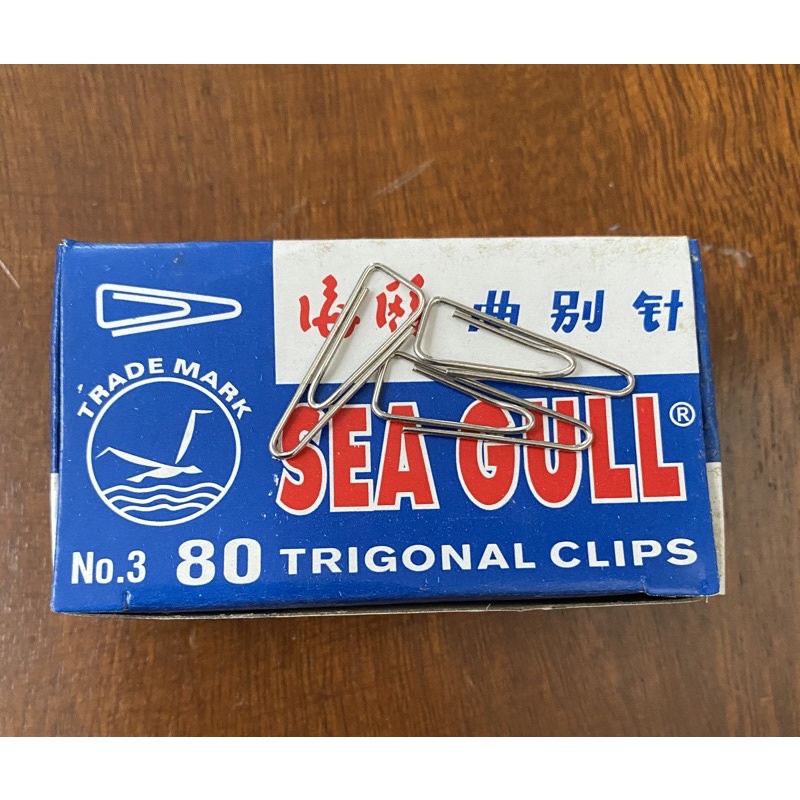 海鸥 曲别针
TRADE MARK
SEA GULL®
No.3 80 TRIGONAL CLIPS